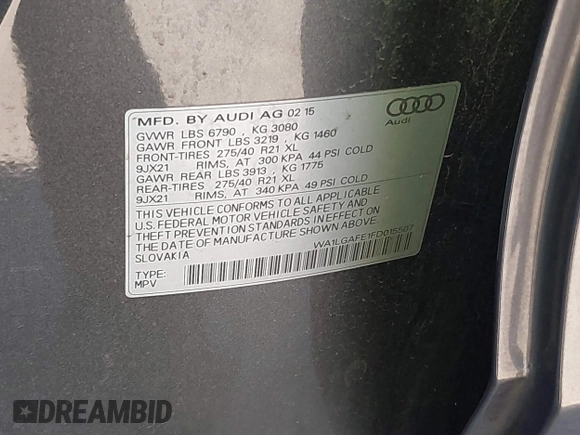 MFD. BY AUDI AG 02 15
GVWR LBS 6790 , KG 3080
GAWR FRONT LBS 3219 , KG 1460
FRONT-TIRES 275/40 R21 XL
9JX21 RIMS, AT 300 KPA 44 PSI COLD
GAWR REAR LBS 3913 , KG 1775
REAR-TIRES 275/40 R21 XL
9JX21 RIMS, AT 340 KPA 49 PSI COLD
THIS VEHICLE CONFORMS TO ALL APPLICABLE
U.S. FEDERAL MOTOR VEHICLE SAFETY AND
THEFT PREVENTION STANDARDS IN EFFECT ON
THE DATE OF MANUFACTURE SHOWN ABOVE.
SLOVAKIA
WA1LGAFE1FD015507
TYPE:
MPV
Audi
DREAMBID